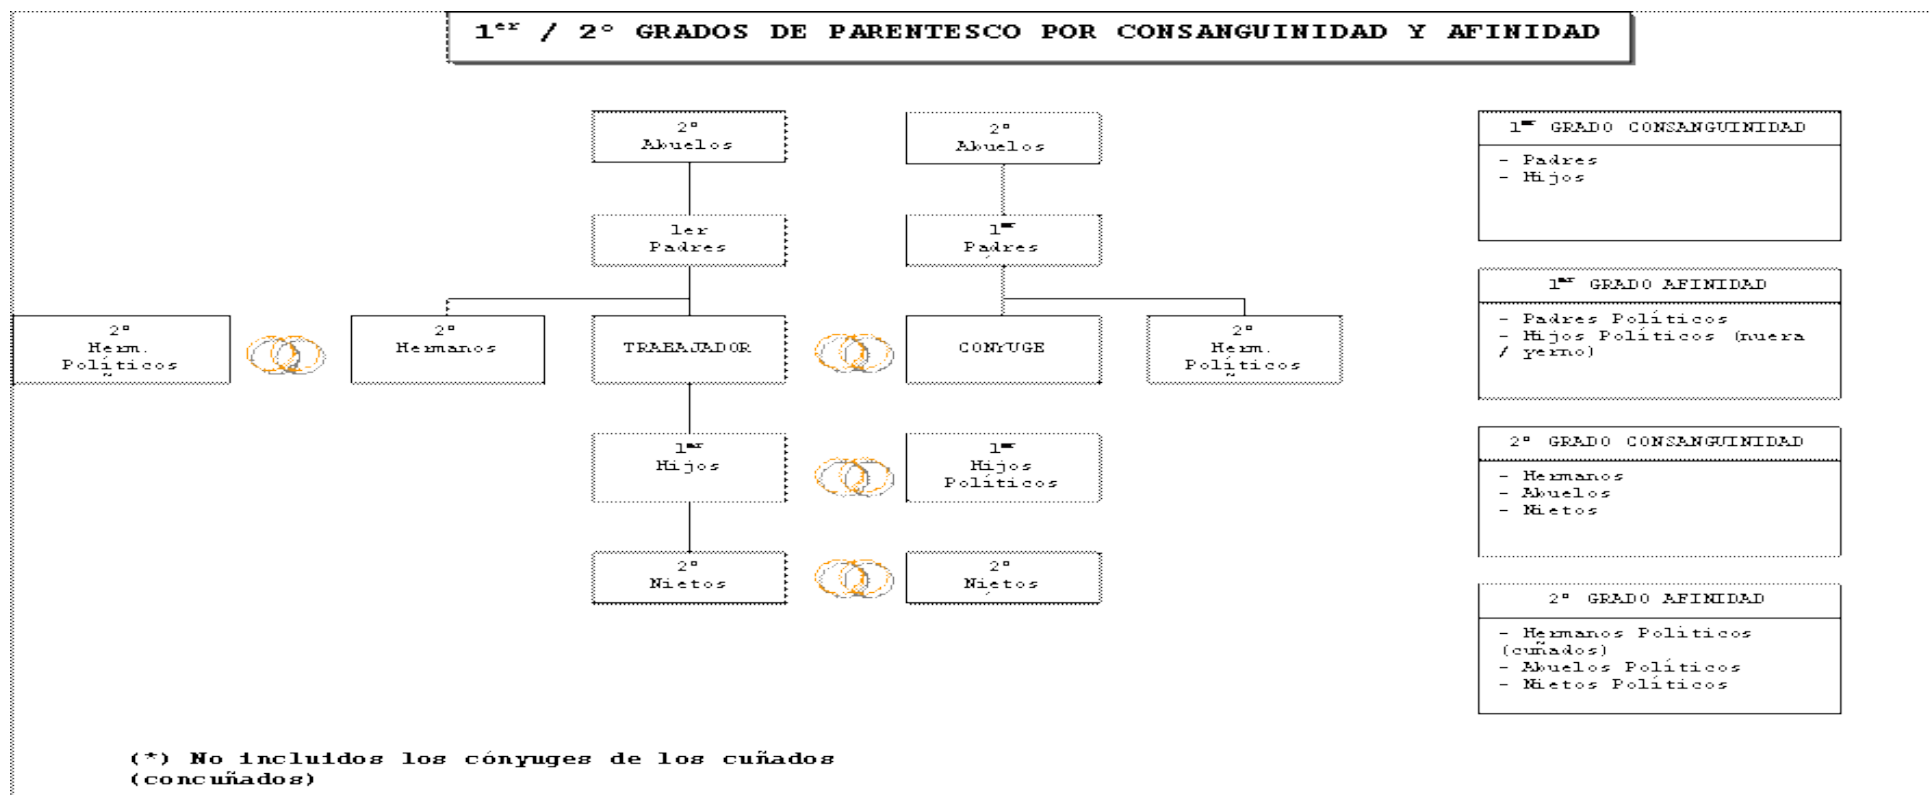 1er / 2º GRADOS DE PARENTESCO POR CONSANGUINIDAD Y AFINIDAD
2º
Abuelos
2º
Abuelos
1er
Padres
1er
Padres
2º
Herm.
Políticos
2º
Hermanos
TRABAJADOR
CONYUGE
2º
Herm.
Políticos
1er
Hijos
1er
Hijos
Políticos
2º
Nietos
2º
Nietos
1er GRADO CONSANGUINIDAD
- Padres
- Hijos
1er GRADO AFINIDAD
- Padres Políticos
- Hijos Políticos (nuera
/ yerno)
2º GRADO CONSANGUINIDAD
- Hermanos
- Abuelos
- Nietos
2º GRADO AFINIDAD
- Hermanos Políticos
(cuñados)
- Abuelos Políticos
- Nietos Políticos
(*) No incluidos los cónyuges de los cuñados
(concuñados)